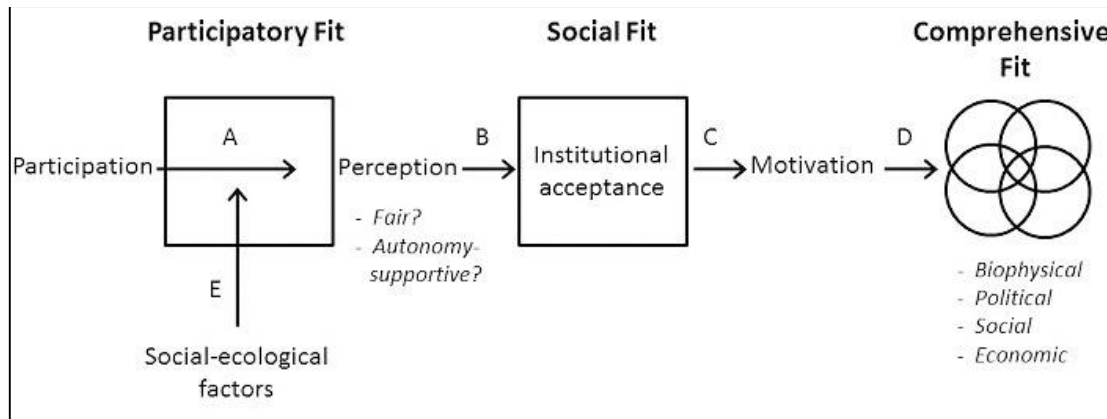 Participatory Fit
Social Fit
Comprehensive
Fit
A
B
C
D
Participation
Perception
Institutional
acceptance
Motivation
- Fair?
- Autonomy-
supportive?
E
Social-ecological
factors
- Biophysical
- Political
- Social
- Economic